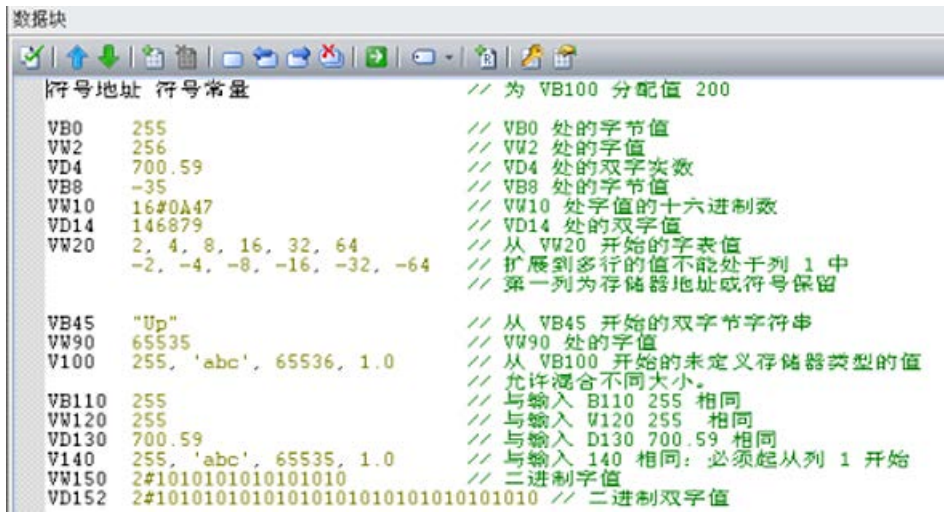 数据块
符号地址 符号常量 // 为 VB100 分配值 200
VB0 255 // VB0 处的字节值
VW2 256 // VW2 处的字值
VD4 700.59 // VD4 处的双字实数
VB8 -35 // VB8 处的字节值
VW10 16#0A47 // VW10 处字值的十六进制数
VD14 146879 // VD14 处的双字值
VW20 2, 4, 8, 16, 32, 64 // 从 VW20 开始的字表值
-2, -4, -8, -16, -32, -64 // 扩展到多行的值不能处于列 1 中
// 第一列为存储器地址或符号保留
VB45 "Up" // 从 VB45 开始的双字节字符串
VW90 65535 // VW90 处的字值
V100 255, 'abc', 65536, 1.0 // 从 VB100 开始的未定义存储器类型的值
// 允许混合不同大小。
VB110 255 // 与输入 B110 255 相同
VW120 255 // 与输入 W120 255 相同
VD130 700.59 // 与输入 D130 700.59 相同
V140 255, 'abc', 65535, 1.0 // 与输入 140 相同: 必须起从列 1 开始
VW150 2#1010101010101010 // 二进制字值
VD152 2#10101010101010101010101010101010 // 二进制双字值